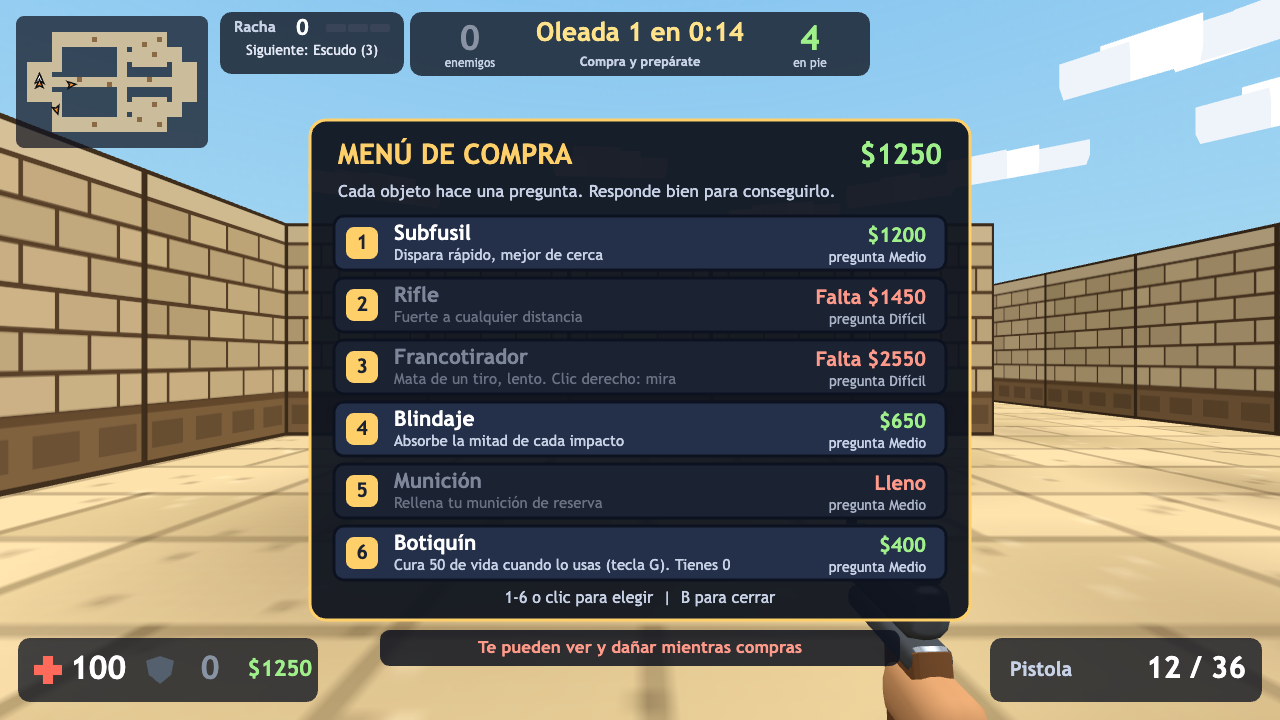 Racha 0
Siguiente: Escudo (3)
0
enemigos
Oleada 1 en 0:14
Compra y prepárate
4
en pie
MENÚ DE COMPRA
$1250
Cada objeto hace una pregunta. Responde bien para conseguirlo.
1
Subfusil
Dispara rápido, mejor de cerca
$1200
pregunta Medio
2
Rifle
Fuerte a cualquier distancia
Falta $1450
pregunta Difícil
3
Francotirador
Mata de un tiro, lento. Clic derecho: mira
Falta $2550
pregunta Difícil
4
Blindaje
Absorbe la mitad de cada impacto
$650
pregunta Medio
5
Munición
Rellena tu munición de reserva
Lleno
pregunta Medio
6
Botiquín
Cura 50 de vida cuando lo usas (tecla G). Tienes 0
$400
pregunta Medio
1-6 o clic para elegir | B para cerrar
Te pueden ver y dañar mientras compras
100
0
$1250
Pistola
12 / 36